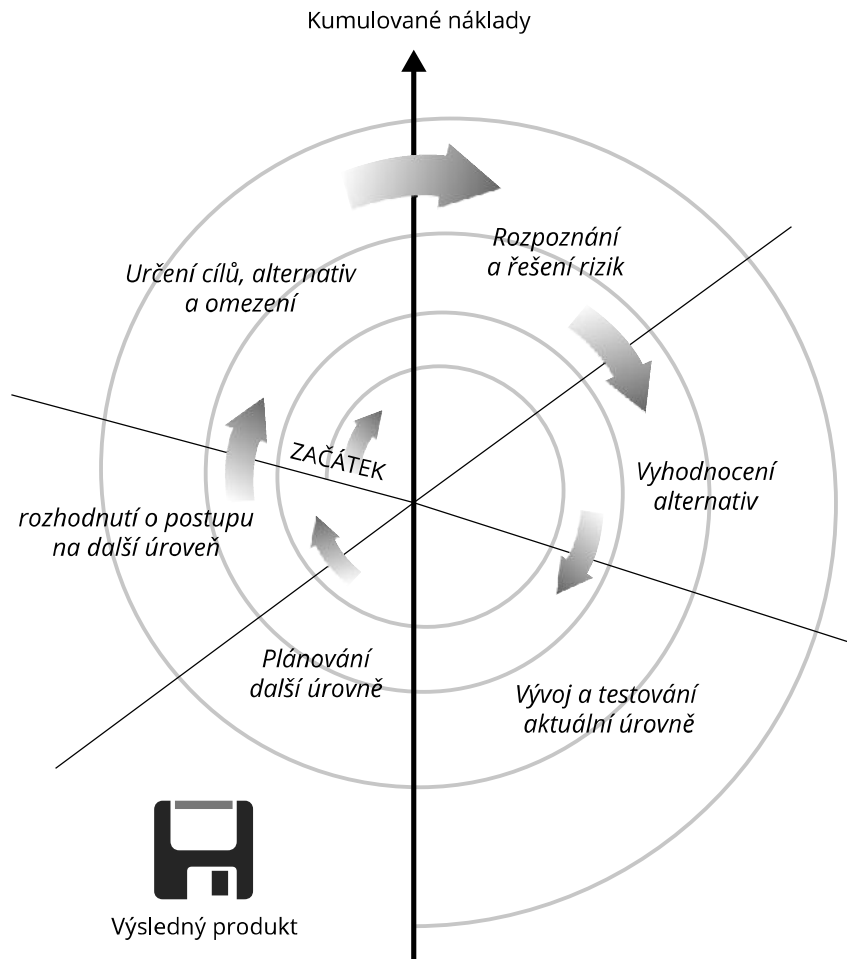 Kumulované náklady
Rozpoznání
a řešení rizik
Určení cílů, alternativ
a omezení
ZAČÁTEK
Vyhodnocení
alternativ
rozhodnutí o postupu
na další úroveň
Plánování
další úrovně
Vývoj a testování
aktuální úrovně
Výsledný produkt